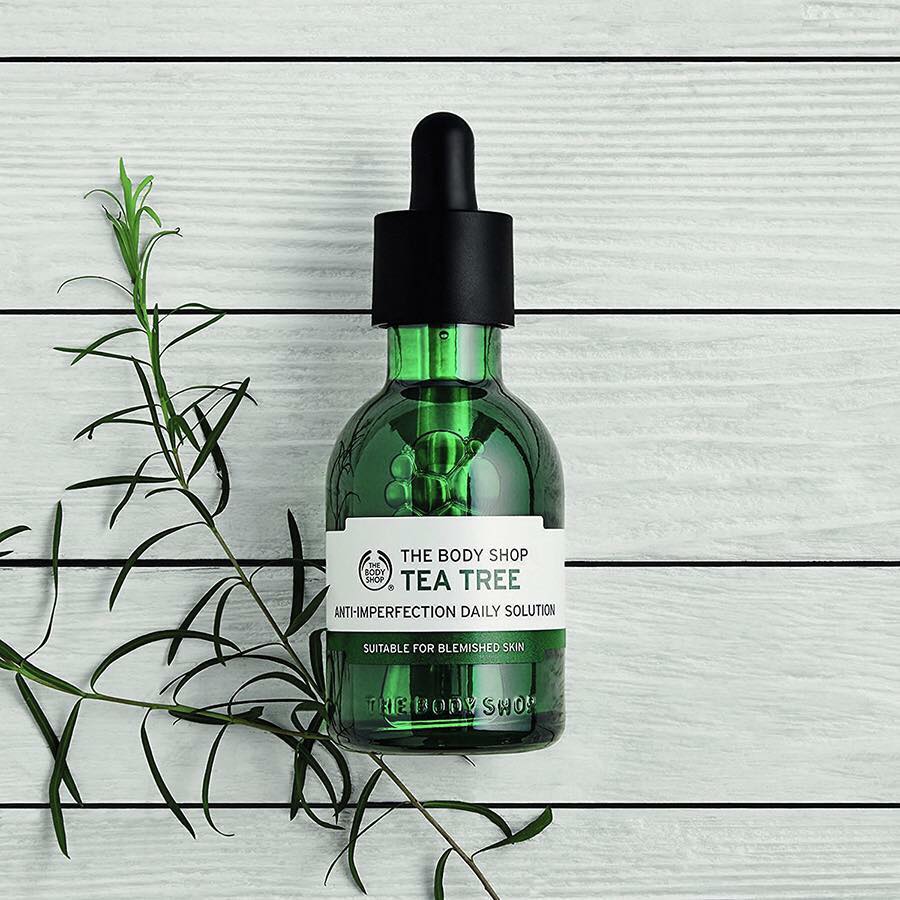 THE
BODY
SHOP
®
THE BODY SHOP
TEA TREE
ANTI-IMPERFECTION DAILY SOLUTION
SUITABLE FOR BLEMISHED SKIN
THE BODY SHOP